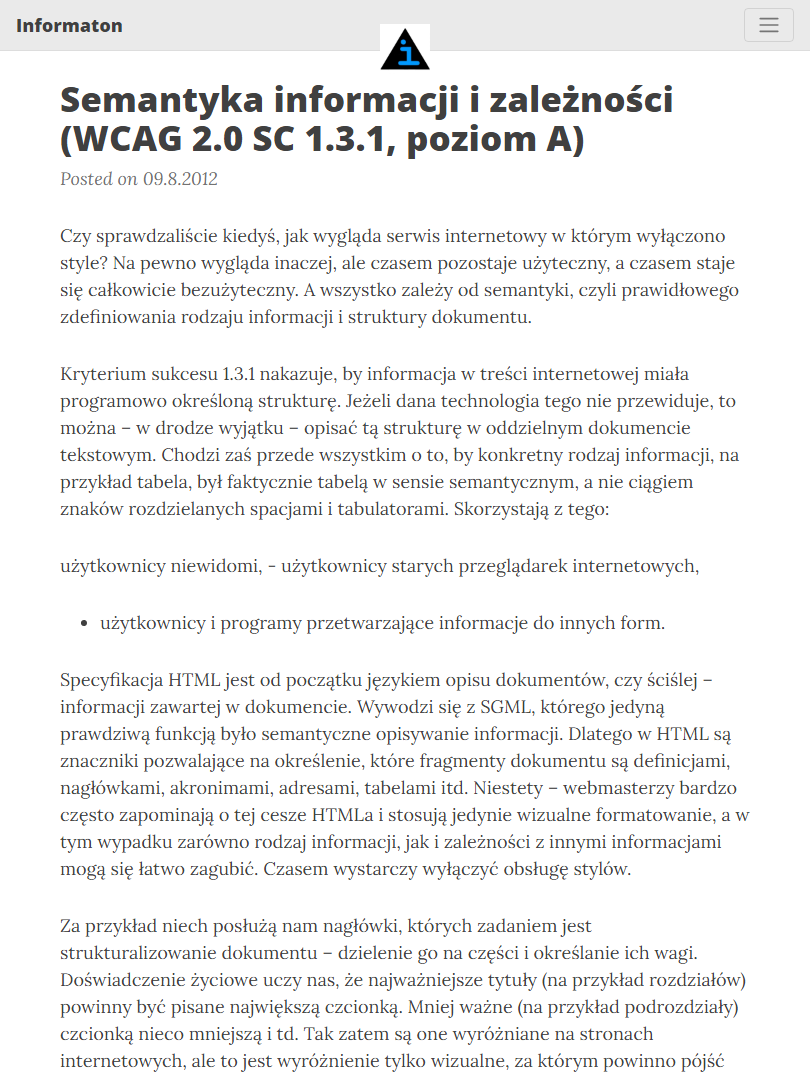 Informaton
i
Semantyka informacji i zależności
(WCAG 2.0 SC 1.3.1, poziom A)
Posted on 09.8.2012
Czy sprawdzaliście kiedyś, jak wygląda serwis internetowy w którym wyłączono
style? Na pewno wygląda inaczej, ale czasem pozostaje użyteczny, a czasem staje
się całkowicie bezużyteczny. A wszystko zależy od semantyki, czyli prawidłowego
zdefiniowania rodzaju informacji i struktury dokumentu.
Kryterium sukcesu 1.3.1 nakazuje, by informacja w treści internetowej miała
programowo określoną strukturę. Jeżeli dana technologia tego nie przewiduje, to
można – w drodze wyjątku – opisać tą strukturę w oddzielnym dokumencie
tekstowym. Chodzi zaś przede wszystkim o to, by konkretny rodzaj informacji, na
przykład tabela, był faktycznie tabelą w sensie semantycznym, a nie ciągiem
znaków rozdzielanych spacjami i tabulatorami. Skorzystają z tego:
użytkownicy niewidomi, - użytkownicy starych przeglądarek internetowych,
• użytkownicy i programy przetwarzające informacje do innych form.
Specyfikacja HTML jest od początku językiem opisu dokumentów, czy ściślej –
informacji zawartej w dokumencie. Wywodzi się z SGML, którego jedyną
prawdziwą funkcją było semantyczne opisywanie informacji. Dlatego w HTML są
znaczniki pozwalające na określenie, które fragmenty dokumentu są definicjami,
nagłówkami, akronimami, adresami, tabelami itd. Niestety – webmasterzy bardzo
często zapominają o tej cesze HTMLa i stosują jedynie wizualne formatowanie, a w
tym wypadku zarówno rodzaj informacji, jak i zależności z innymi informacjami
mogą się łatwo zagubić. Czasem wystarczy wyłączyć obsługę stylów.
Za przykład niech posłużą nam nagłówki, których zadaniem jest
strukturalizowanie dokumentu – dzielenie go na części i określanie ich wagi.
Doświadczenie życiowe uczy nas, że najważniejsze tytuły (na przykład rozdziałów)
powinny być pisane największą czcionką. Mniej ważne (na przykład podrozdziały)
czcionką nieco mniejszą i td. Tak zatem są one wyróżniane na stronach
internetowych, ale to jest wyróżnienie tylko wizualne, za którym powinno pójść